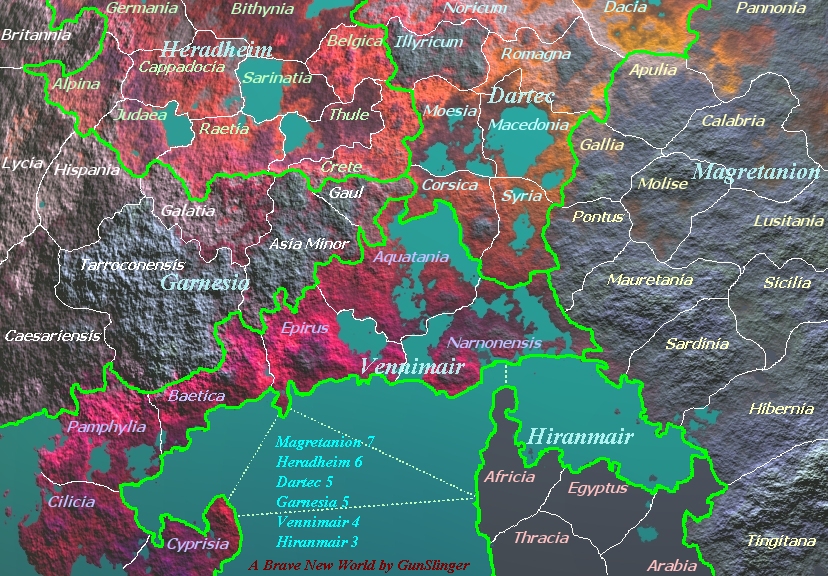 Germania
Bithynia
Noricum
Dacia
Pannonia
Britannia
Heradheim
Belgica
Illyricum
Romagna
Cappadocia
Alpina
Sarinatia
Apulia
Dartec
Judaea
Raetia
Thule
Moesia
Macedonia
Calabria
Gallia
Lycia
Hispania
Crete
Magretanion
Gaul
Corsica
Syria
Molise
Galatia
Pontus
Lusitania
Asia Minor
Aquatania
Tarroconensis
Garnesia
Mauretania
Sicilia
Caesariensis
Epirus
Narnonensis
Sardinia
Vennimair
Baetica
Hibernia
Pamphylia
Hiranmair
Magretanion 7
Heradheim 6
Dartec 5
Garnesia 5
Vennimair 4
Hiranmair 3
Africia
Egyptus
Cilicia
Cyprisia
Thracia
Tingitana
Arabia
A Brave New World by GunSlinger